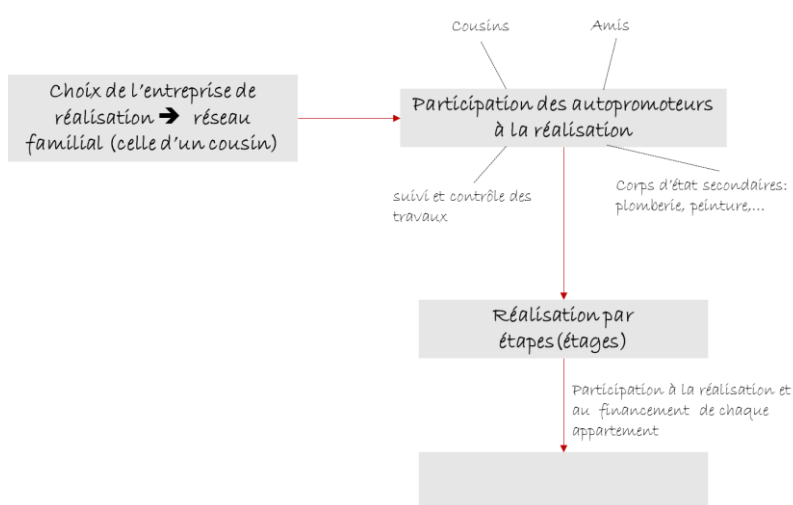 Cousins
Amis
Choix de l'entreprise de
réalisation ➔ réseau
familial (celle d'un cousin)
Participation des autopromoteurs
à la réalisation
suivi et contrôle des
travaux
Corps d'état secondaires:
plomberie, peinture,...
Réalisation par
étapes (étages)
Participation à la réalisation et
au financement de chaque
appartement